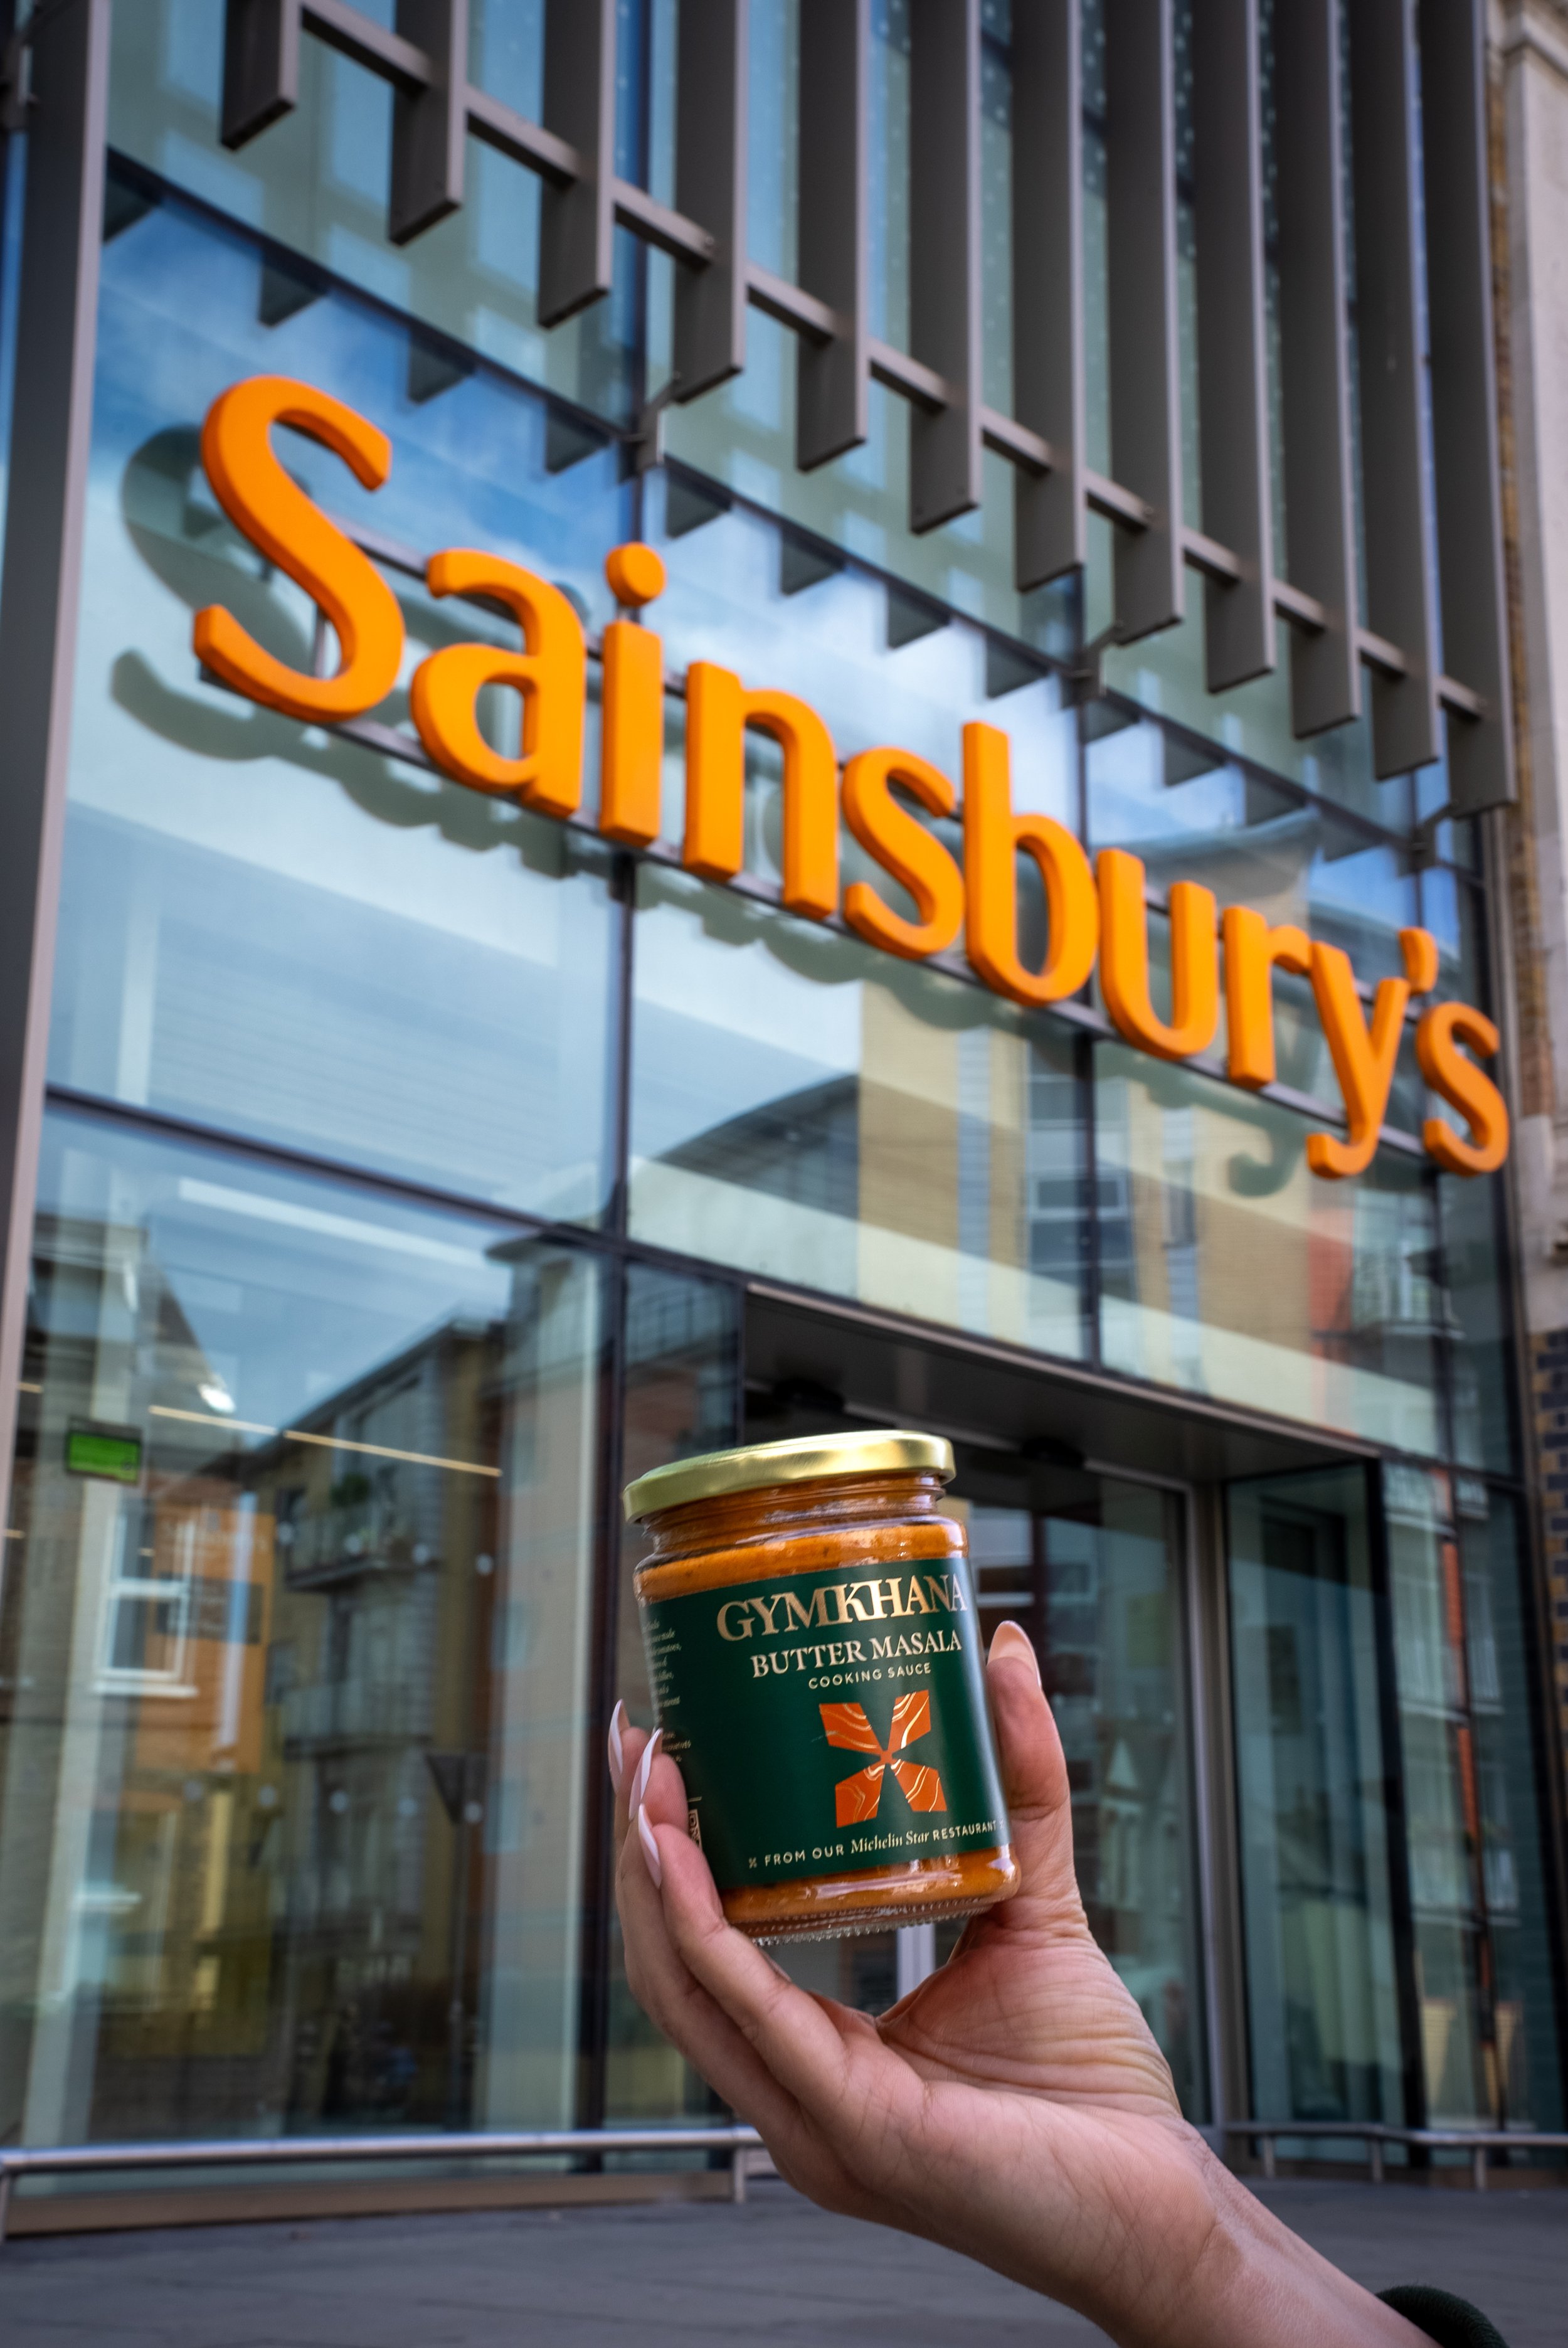 Sainsbury's
GYMKHANA
BUTTER MASALA
COOKING SAUCE
FROM OUR Michelin Star RESTAURANT